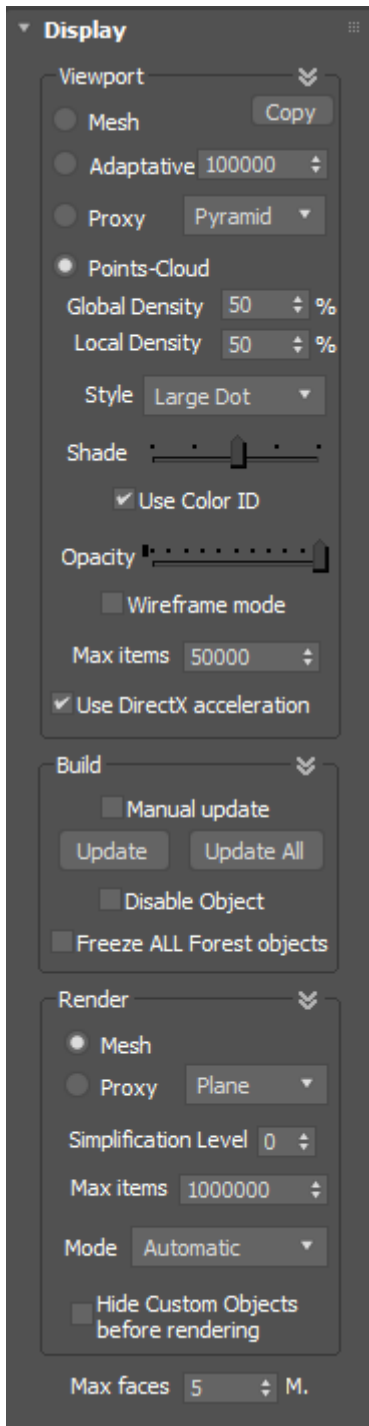 Display
Viewport
Copy
Mesh
Adaptative 100000
Proxy Pyramid
Points-Cloud
Global Density 50 %
Local Density 50 %
Style Large Dot
Shade
Use Color ID
Opacity
Wireframe mode
Max items 50000
Use DirectX acceleration
Build
Manual update
Update Update All
Disable Object
Freeze ALL Forest objects
Render
Mesh
Proxy Plane
Simplification Level 0
Max items 1000000
Mode Automatic
Hide Custom Objects
before rendering
Max faces 5 M.